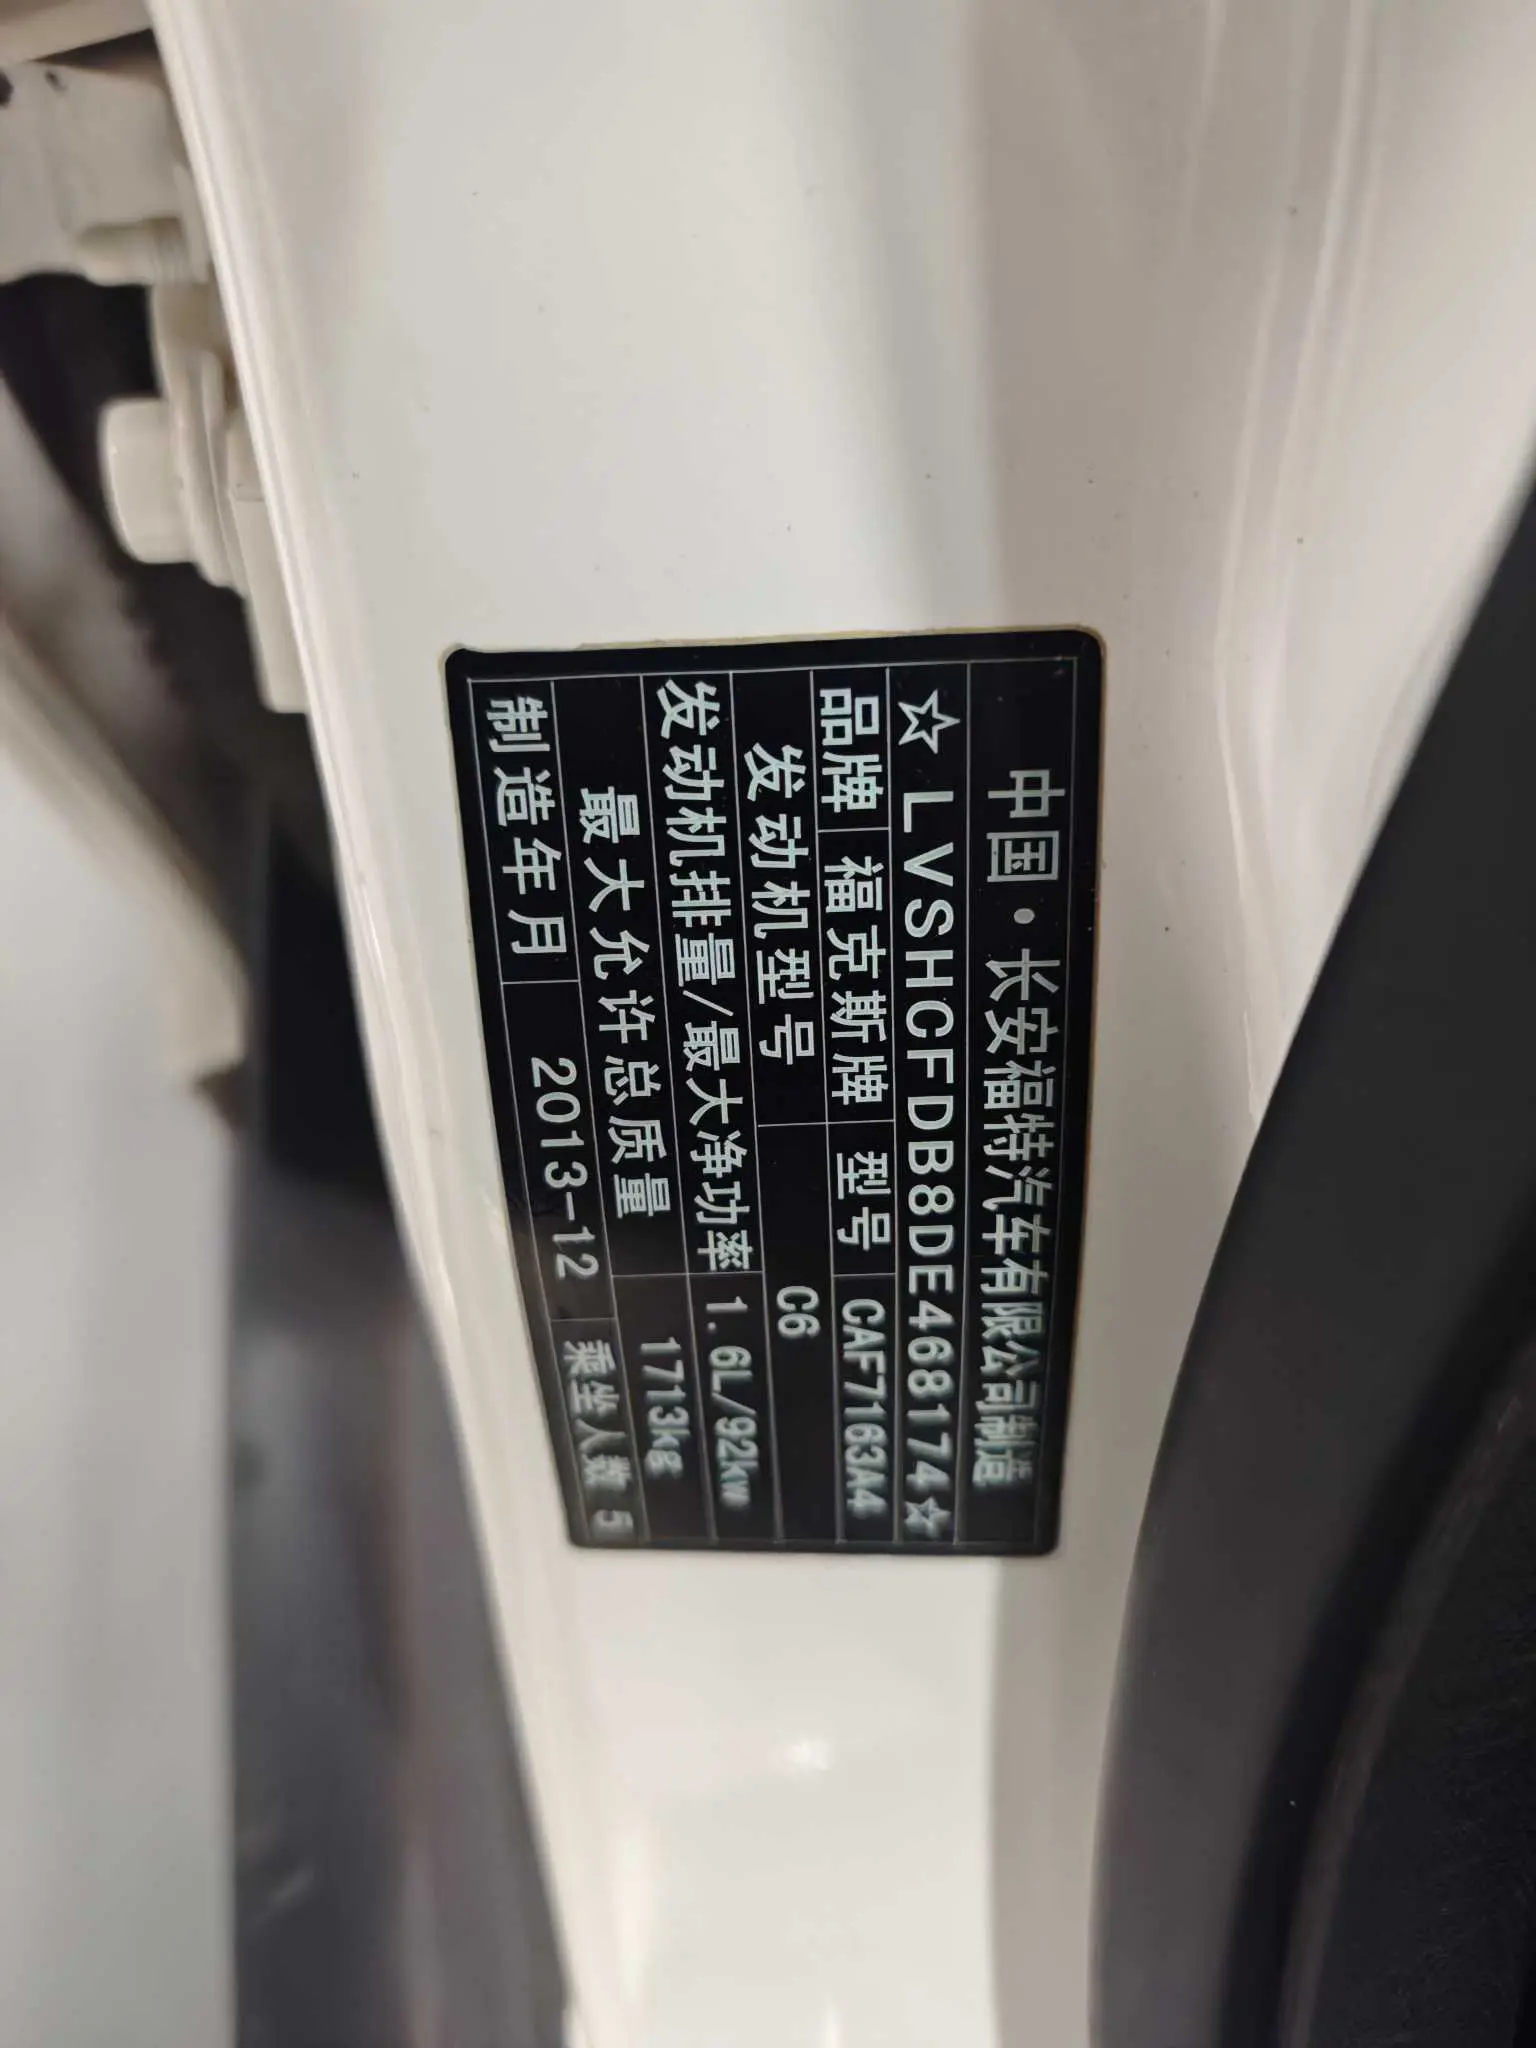 中国·长安福特汽车有限公司制造
☆LVSHCFDB8DE468174☆
品牌 福克斯牌 型号 CAF7163A4
发动机型号 C6
发动机排量/最大净功率 1.6L/92kw
最大允许总质量 1713kg
制造年月 2013-12 乘坐人数 5